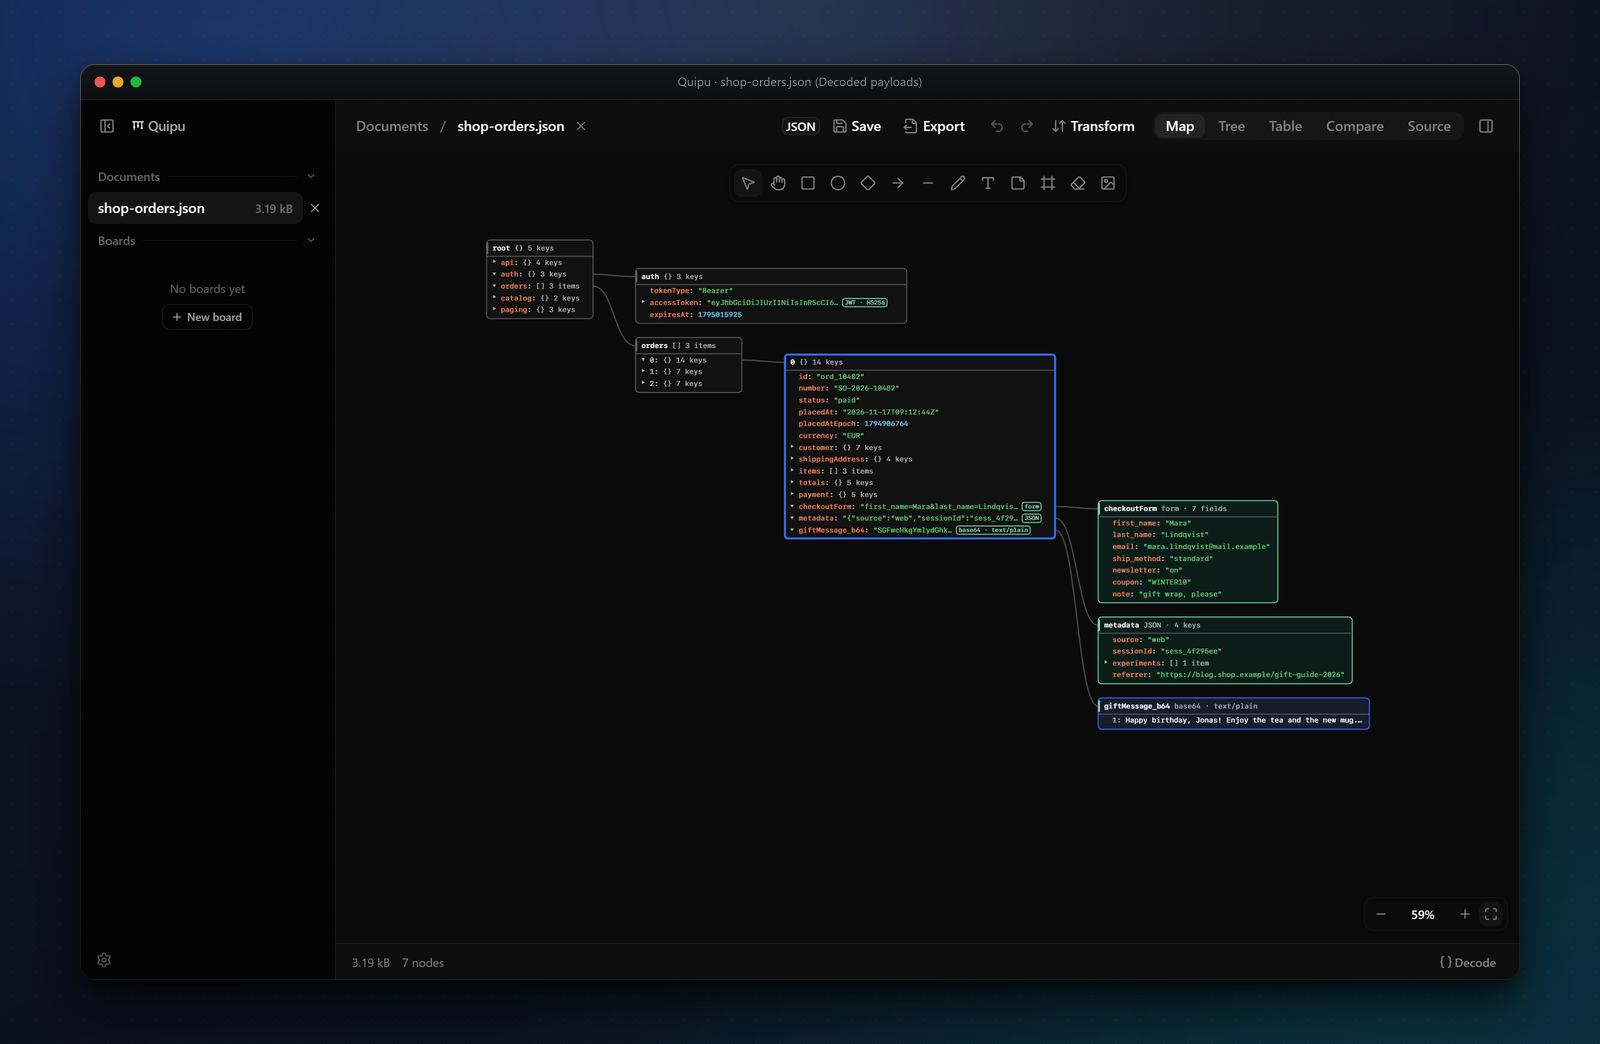 Quipu · shop-orders.json (Decoded payloads)
Quipu
Documents / shop-orders.json
JSON
Save
Export
Transform
Map
Tree
Table
Compare
Source
Documents
shop-orders.json 3.19 kB
Boards
No boards yet
+ New board
root {} 5 keys
api: {} 4 keys
auth: {} 3 keys
orders: [] 3 items
catalog: {} 2 keys
paging: {} 3 keys
auth {} 3 keys
tokenType: "Bearer"
accessToken: "eyJhbGciOiJIUzI1NiIsInR5cCI6… JWT · HS256
expiresAt: 1795015925
orders [] 3 items
0: {} 14 keys
1: {} 7 keys
2: {} 7 keys
0 {} 14 keys
id: "ord_10482"
number: "SO-2026-10482"
status: "paid"
placedAt: "2026-11-17T09:12:44Z"
placedAtEpoch: 1794906764
currency: "EUR"
customer: {} 7 keys
shippingAddress: {} 4 keys
items: [] 3 items
totals: {} 5 keys
payment: {} 5 keys
checkoutForm: "first_name=Mara&last_name=Lindqvis… form
metadata: "{"source":"web","sessionId":"sess_4f29… JSON
giftMessage_b64: "SGFwcHkgYmlydGhk… base64 · text/plain
checkoutForm form · 7 fields
first_name: "Mara"
last_name: "Lindqvist"
email: "mara.lindqvist@mail.example"
ship_method: "standard"
newsletter: "on"
coupon: "WINTER10"
note: "gift wrap, please"
metadata JSON · 4 keys
source: "web"
sessionId: "sess_4f295ee"
experiments: [] 1 item
referrer: "https://blog.shop.example/gift-guide-2026"
giftMessage_b64 base64 · text/plain
1: Happy birthday, Jonas! Enjoy the tea and the new mug.…
59%
3.19 kB 7 nodes
{} Decode